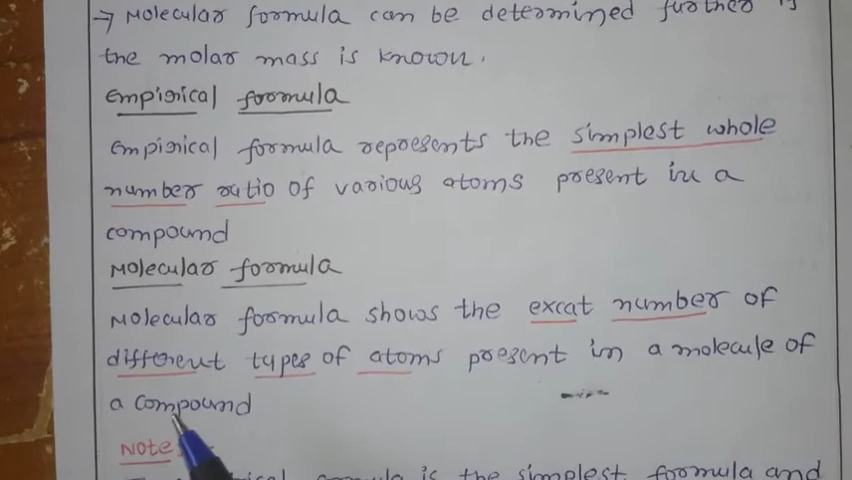 → Molecular formula can be determined further if
the molar mass is known.
Empirical formula
Empirical formula represents the simplest whole
number ratio of various atoms present in a
compound
Molecular formula
Molecular formula shows the excat number of
different types of atoms present in a molecule of
a compound
Note :-
formula is the simplest formula and